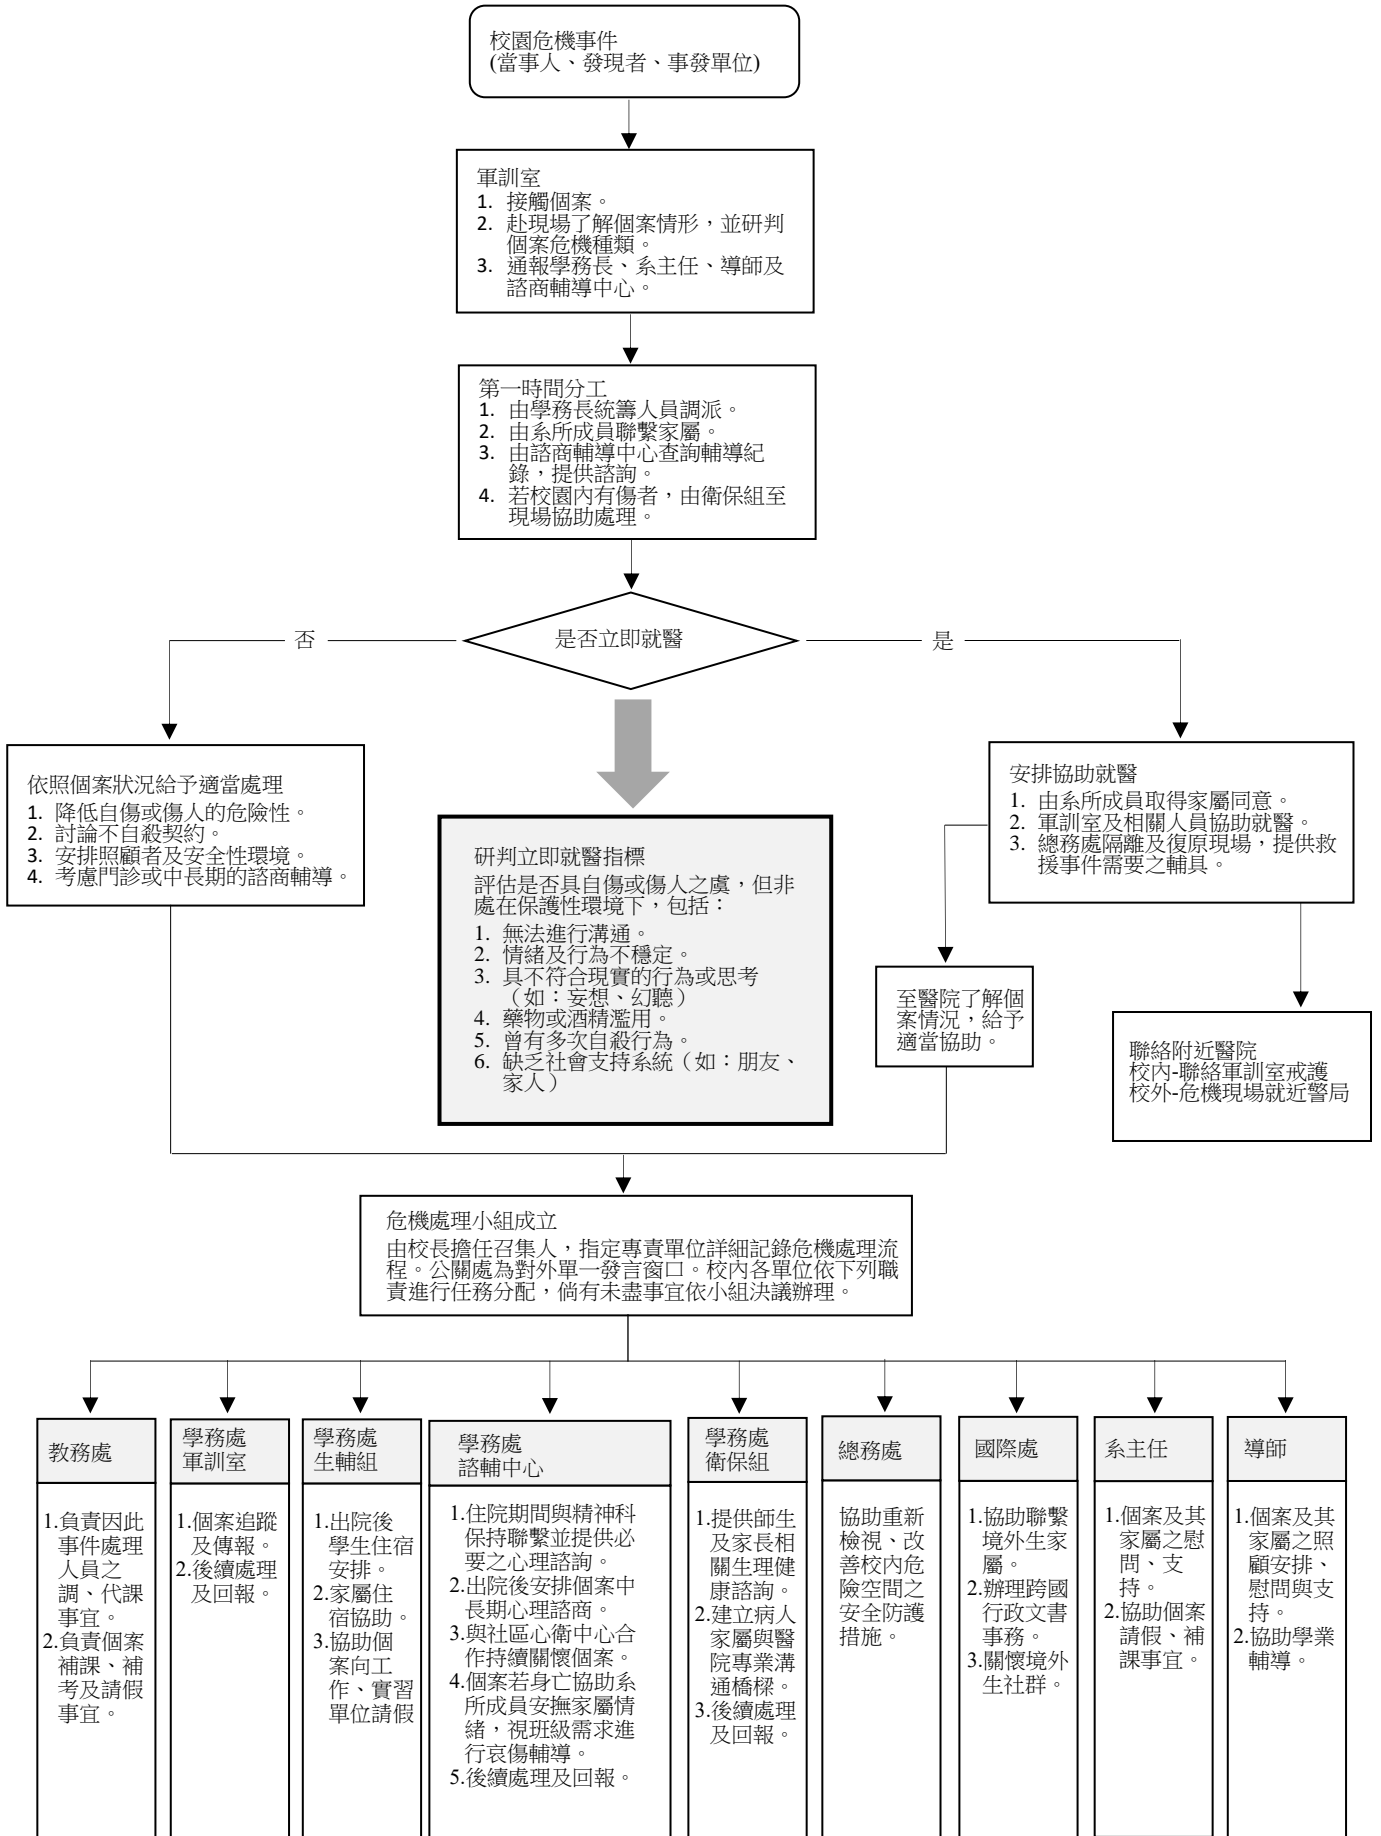 校園危機事件
(當事人、發現者、事發單位)
軍訓室
1. 接觸個案。
2. 赴現場了解個案情形，並研判
個案危機種類。
3. 通報學務長、系主任、導師及
諮商輔導中心。
第一時間分工
1. 由學務長統籌人員調派。
2. 由系所成員聯繫家屬。
3. 由諮商輔導中心查詢輔導紀
錄，提供諮詢。
4. 若校園內有傷者，由衛保組至
現場協助處理。
是否立即就醫
否
是
依照個案狀況給予適當處理
1. 降低自傷或傷人的危險性。
2. 討論不自殺契約。
3. 安排照顧者及安全性環境。
4. 考慮門診或中長期的諮商輔導。
研判立即就醫指標
評估是否具自傷或傷人之虞，但非
處在保護性環境下，包括：
1. 無法進行溝通。
2. 情緒及行為不穩定。
3. 具不符合現實的行為或思考
（如：妄想、幻聽）
4. 藥物或酒精濫用。
5. 曾有多次自殺行為。
6. 缺乏社會支持系統（如：朋友、
家人）
安排協助就醫
1. 由系所成員取得家屬同意。
2. 軍訓室及相關人員協助就醫。
3. 總務處隔離及復原現場，提供救
援事件需要之輔具。
至醫院了解個
案情況，給予
適當協助。
聯絡附近醫院
校內-聯絡軍訓室戒護
校外-危機現場就近警局
危機處理小組成立
由校長擔任召集人，指定專責單位詳細記錄危機處理流
程。公關處為對外單一發言窗口。校內各單位依下列職
責進行任務分配，倘有未盡事宜依小組決議辦理。
教務處
1.負責因此
事件處理
人員之
調、代課
事宜。
2.負責個案
補課、補
考及請假
事宜。
學務處
軍訓室
1.個案追蹤
及傳報。
2.後續處理
及回報。
學務處
生輔組
1.出院後
學生住宿
安排。
2.家屬住
宿協助。
3.協助個
案向工
作、實習
單位請假
學務處
諮輔中心
1.住院期間與精神科
保持聯繫並提供必
要之心理諮詢。
2.出院後安排個案中
長期心理諮商。
3.與社區心衛中心合
作持續關懷個案。
4.個案若身亡協助系
所成員安撫家屬情
緒，視班級需求進
行哀傷輔導。
5.後續處理及回報。
學務處
衛保組
1.提供師生
及家長相
關生理健
康諮詢。
2.建立病人
家屬與醫
院專業溝
通橋樑。
3.後續處理
及回報。
總務處
協助重新
檢視、改
善校內危
險空間之
安全防護
措施。
國際處
1.協助聯繫
境外生家
屬。
2.辦理跨國
行政文書
事務。
3.關懷境外
生社群。
系主任
1.個案及其
家屬之慰
問、支
持。
2.協助個案
請假、補
課事宜。
導師
1.個案及其
家屬之照
顧安排、
慰問與支
持。
2.協助學業
輔導。